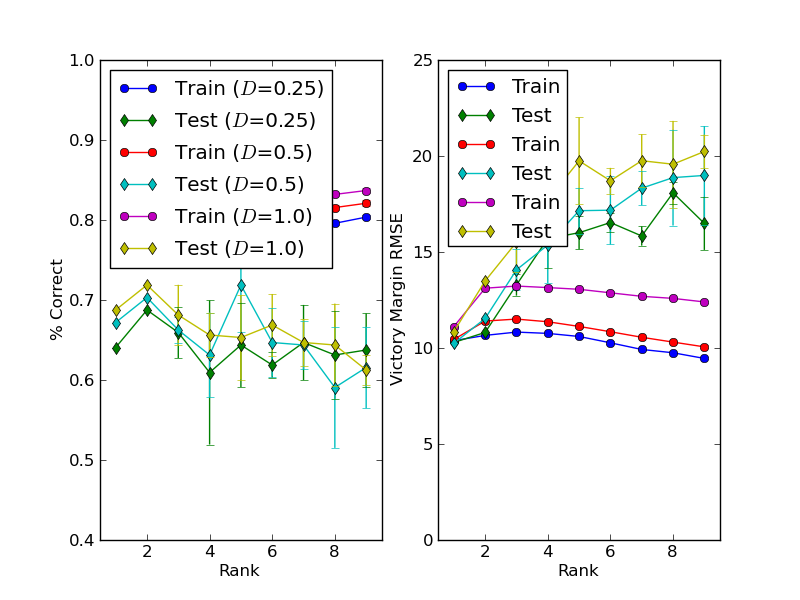 1.0
0.9
0.8
0.7
0.6
0.5
0.4
% Correct
2
4
6
8
Rank
Train (D=0.25)
Test (D=0.25)
Train (D=0.5)
Test (D=0.5)
Train (D=1.0)
Test (D=1.0)
25
20
15
10
5
0
Victory Margin RMSE
2
4
6
8
Rank
Train
Test
Train
Test
Train
Test